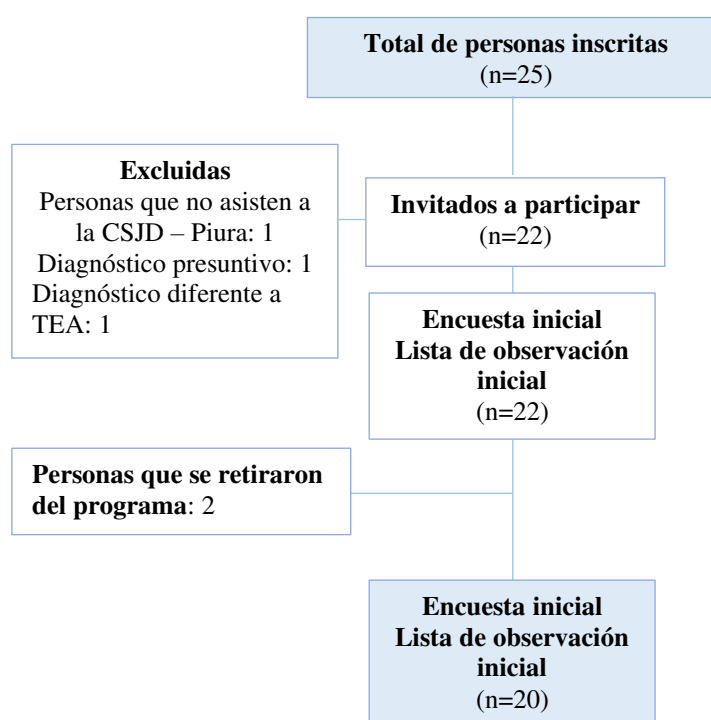 Total de personas inscritas
(n=25)
Excluidas
Personas que no asisten a
la CSJD – Piura: 1
Diagnóstico presuntivo: 1
Diagnóstico diferente a
TEA: 1
Invitados a participar
(n=22)
Encuesta inicial
Lista de observación
inicial
(n=22)
Personas que se retiraron
del programa: 2
Encuesta inicial
Lista de observación
inicial
(n=20)